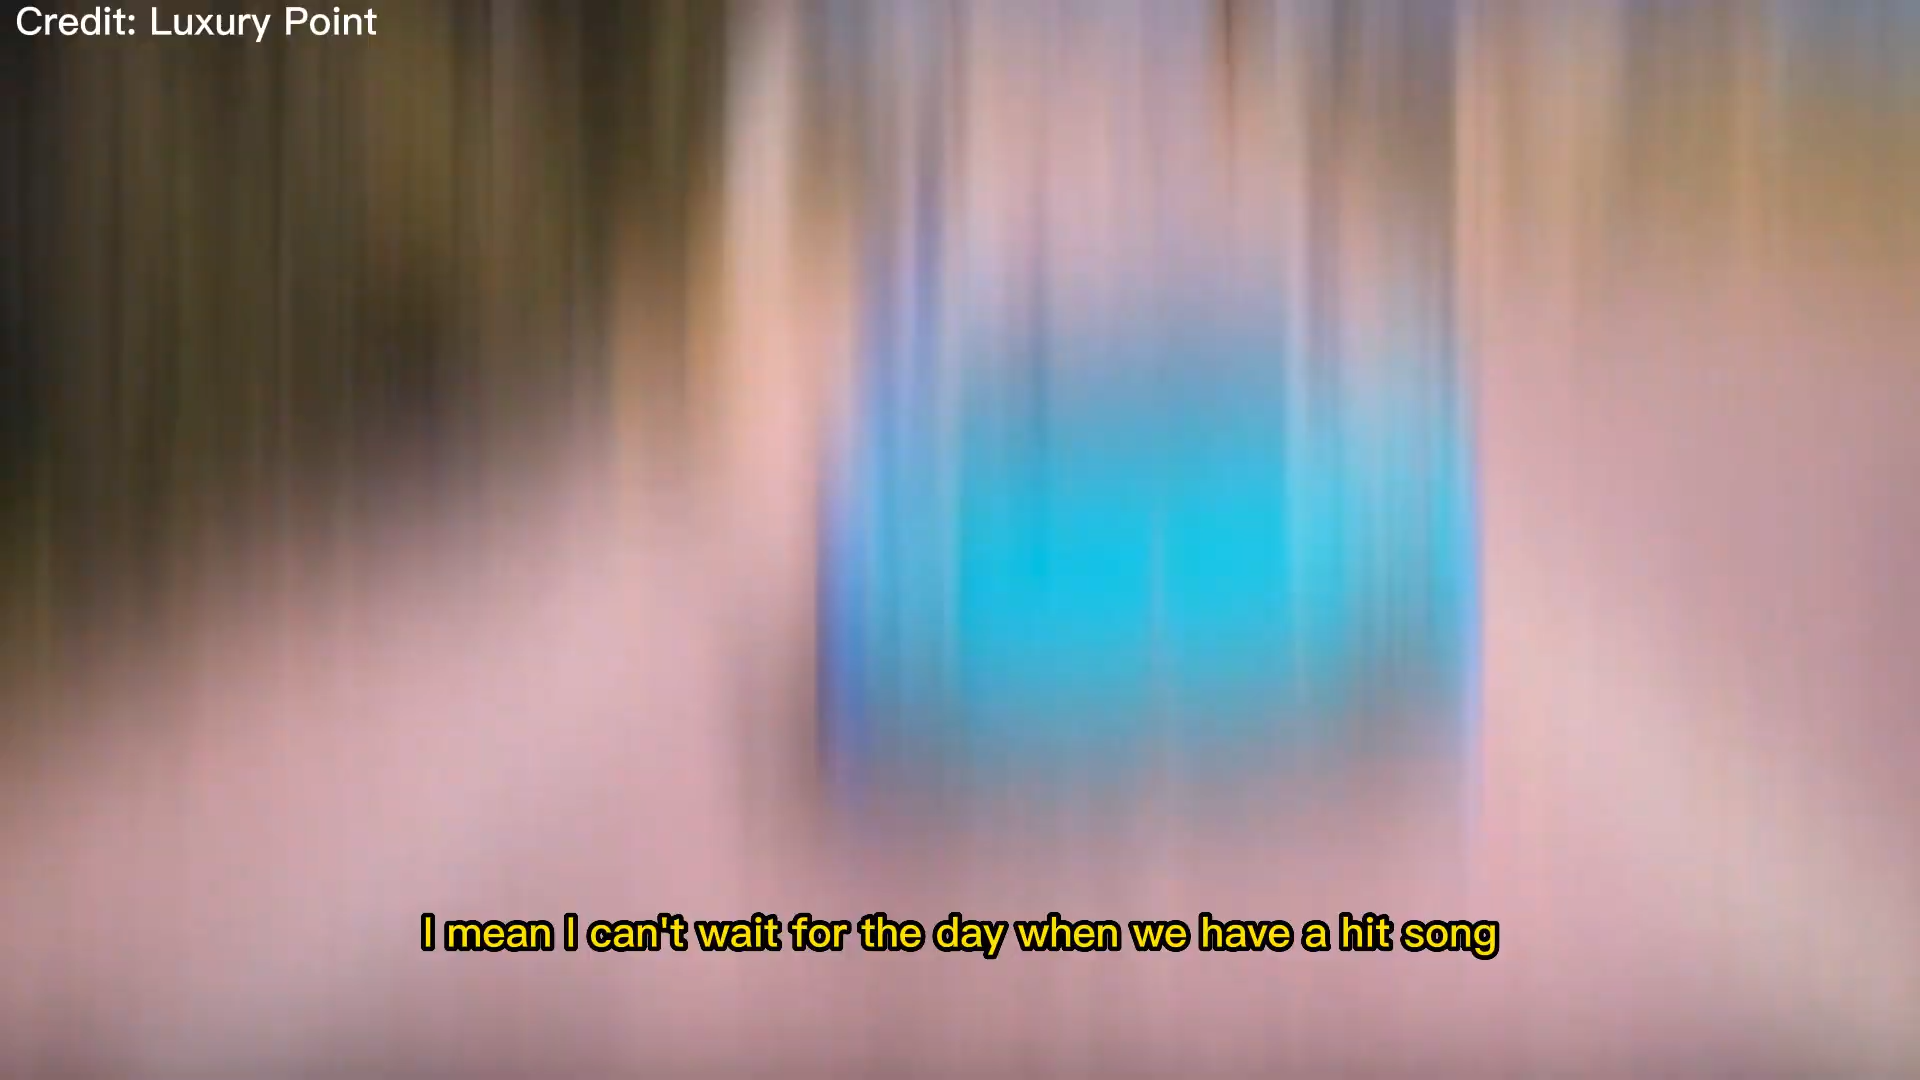 Credit: Luxury Point
I mean I can't wait for the day when we have a hit song